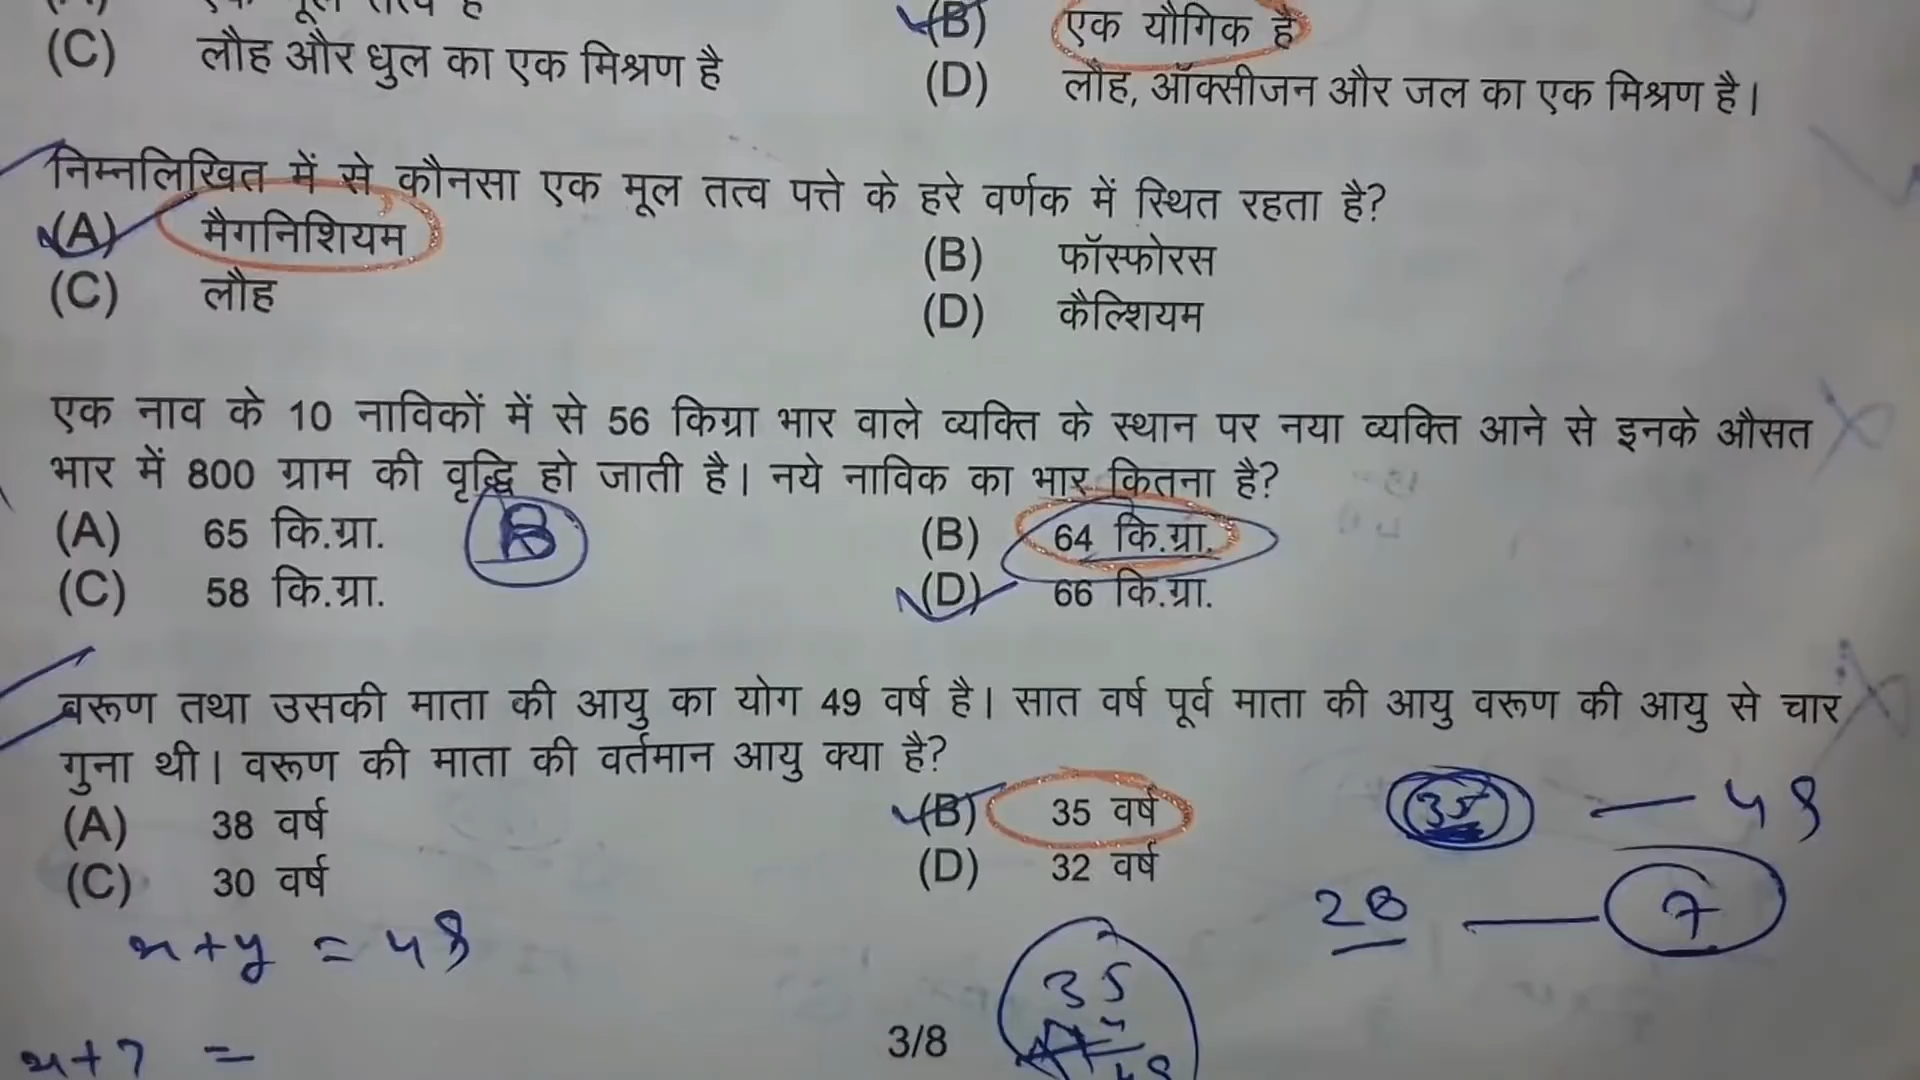 (B) एक यौगिक है
(C) लौह और धुल का एक मिश्रण है
(D) लौह, ऑक्सीजन और जल का एक मिश्रण है।
निम्नलिखित में से कौनसा एक मूल तत्व पत्ते के हरे वर्णक में स्थित रहता है?
(A) मैगनिशियम
(B) फॉस्फोरस
(C) लौह
(D) कैल्शियम
एक नाव के 10 नाविकों में से 56 किग्रा भार वाले व्यक्ति के स्थान पर नया व्यक्ति आने से इनके औसत
भार में 800 ग्राम की वृद्धि हो जाती है। नये नाविक का भार कितना है?
(A) 65 कि.ग्रा.
B
(B) 64 कि.ग्रा.
(C) 58 कि.ग्रा.
(D) 66 कि.ग्रा.
वरूण तथा उसकी माता की आयु का योग 49 वर्ष है। सात वर्ष पूर्व माता की आयु वरूण की आयु से चार
गुना थी। वरूण की माता की वर्तमान आयु क्या है?
(A) 38 वर्ष
(B) 35 वर्ष
35 — 49
(C) 30 वर्ष
(D) 32 वर्ष
28 — 7
x + y = 49
35
x + 7 =
3/8
49